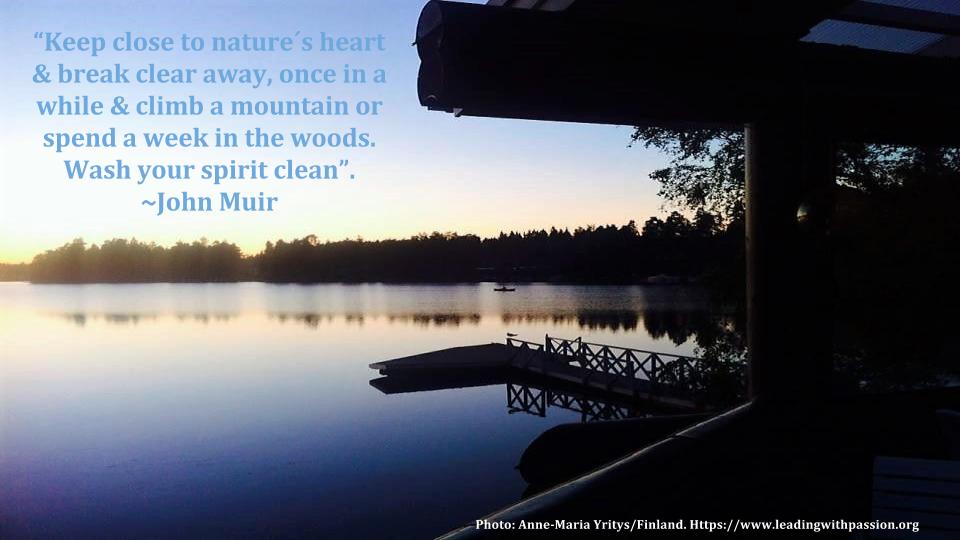 “Keep close to nature´s heart
& break clear away, once in a
while & climb a mountain or
spend a week in the woods.
Wash your spirit clean”.
~John Muir
Photo: Anne-Maria Yritys/Finland. Https://www.leadingwithpassion.org